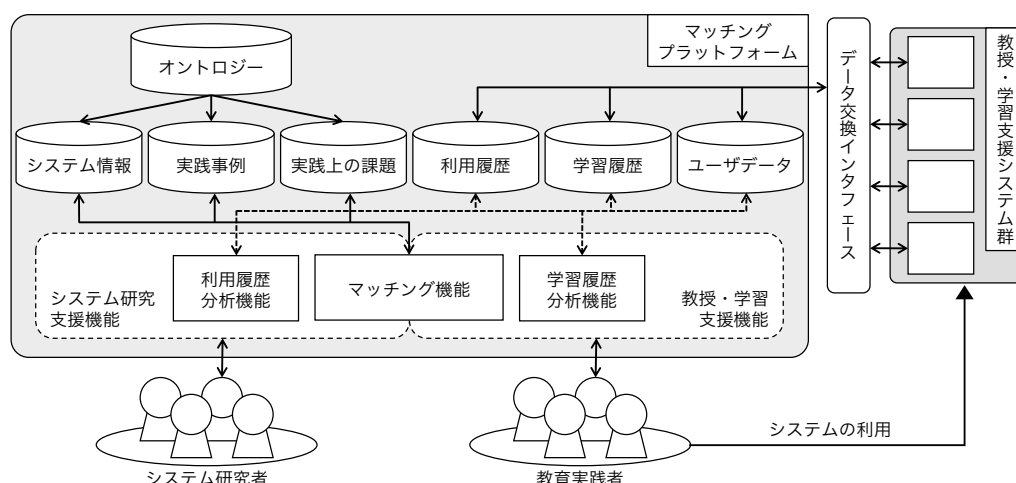 マッチング
プラットフォーム
オントロジー
システム情報
実践事例
実践上の課題
利用履歴
学習履歴
ユーザデータ
データ交換インタフェース
教授・学習支援システム群
システム研究
支援機能
利用履歴
分析機能
マッチング機能
学習履歴
分析機能
教授・学習
支援機能
システムの利用
システム研究者
教育実践者